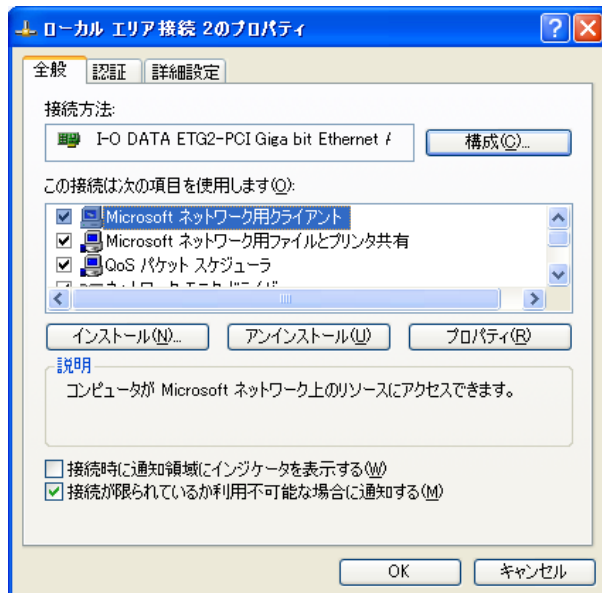 ローカル エリア接続 2のプロパティ
全般 認証 詳細設定
接続方法:
I-O DATA ETG2-PCI Giga bit Ethernet
構成(C)...
この接続は次の項目を使用します(O):
Microsoft ネットワーク用クライアント
Microsoft ネットワーク用ファイルとプリンタ共有
QoS パケット スケジューラ
インストール(N)... アンインストール(U) プロパティ(R)
説明
コンピュータが Microsoft ネットワーク上のリソースにアクセスできます。
接続時に通知領域にインジケータを表示する(W)
接続が限られているか利用不可能な場合に通知する(M)
OK キャンセル